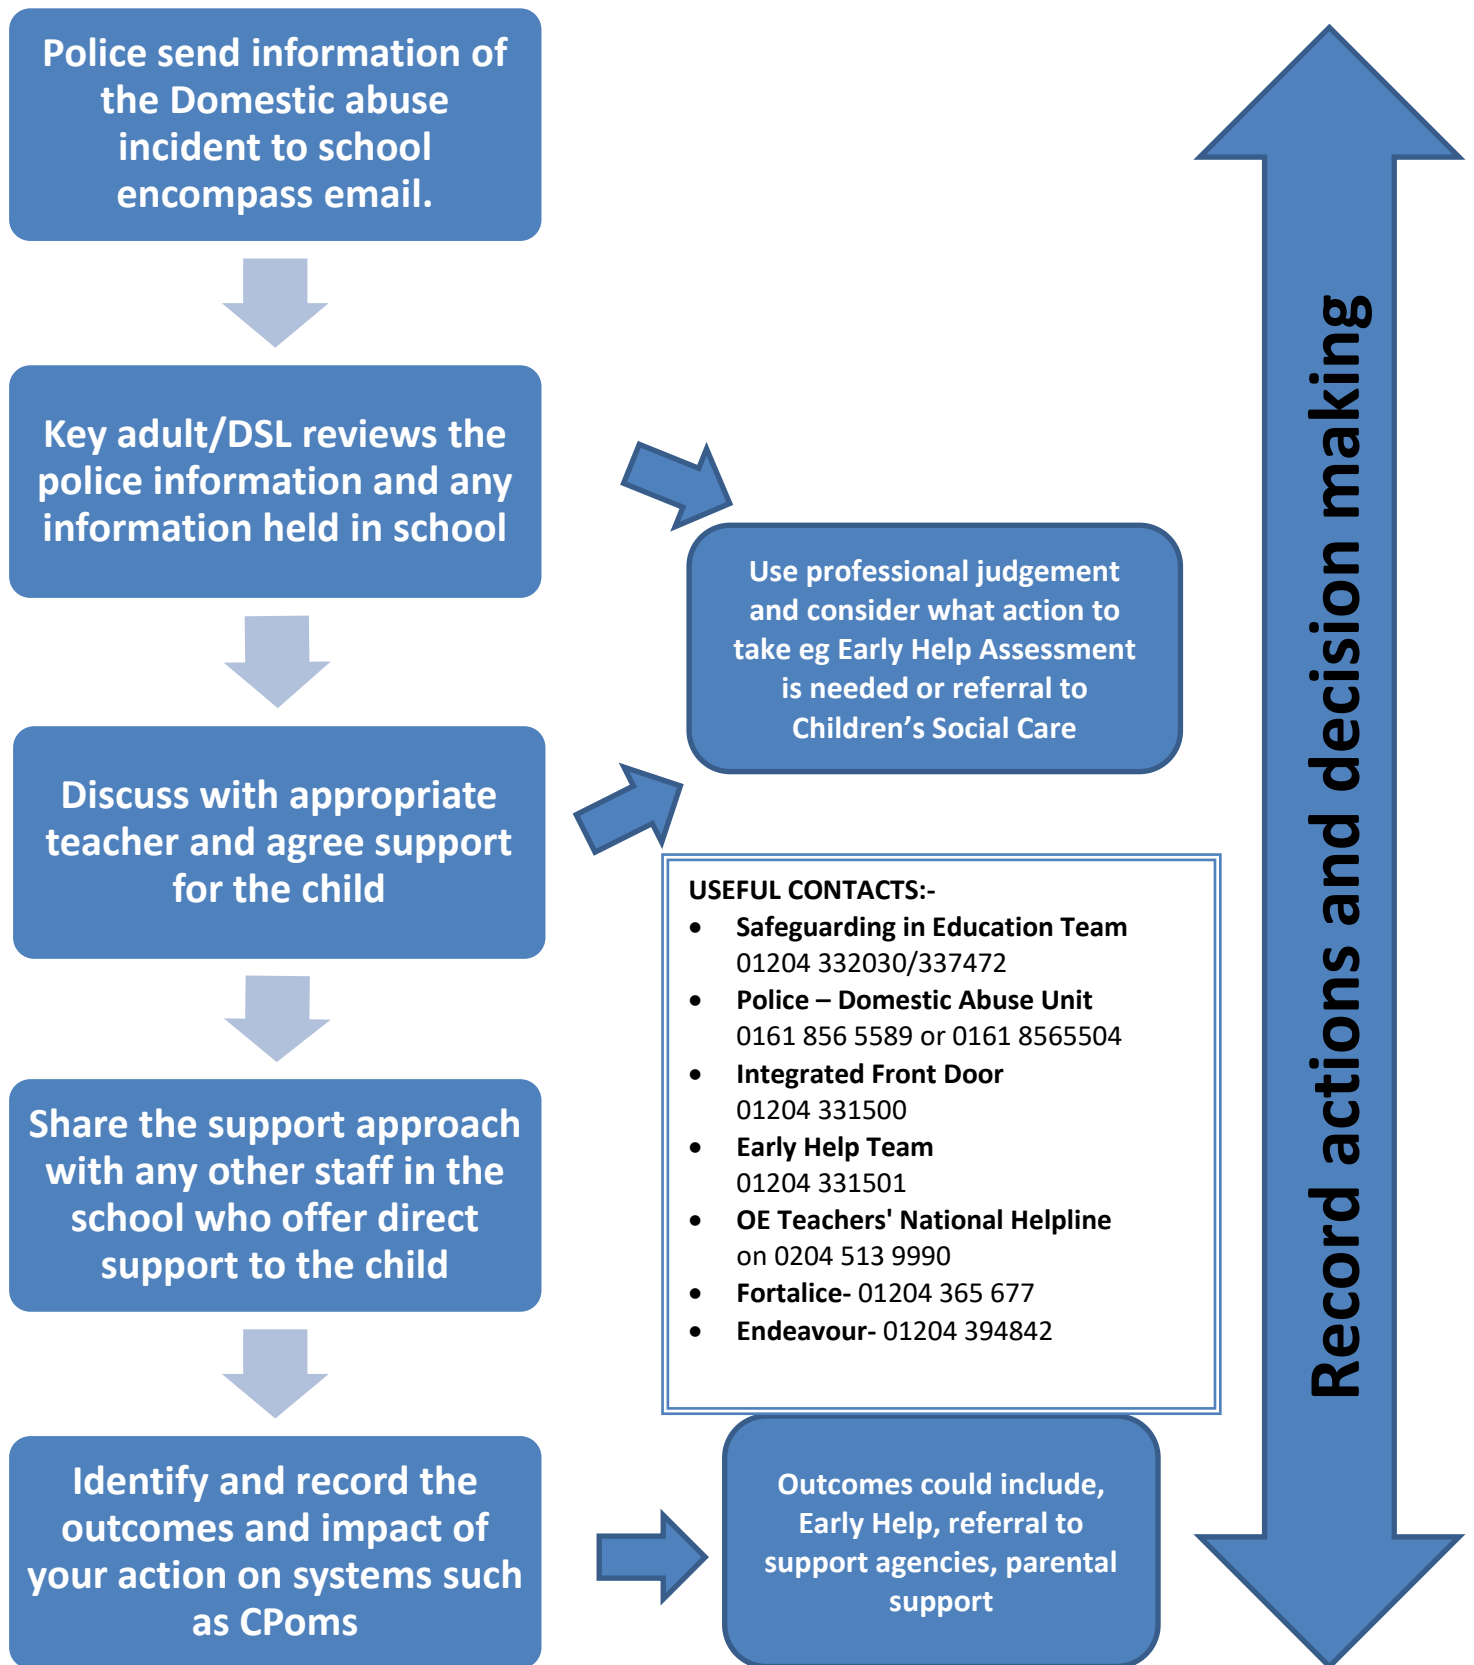 Police send information of
the Domestic abuse
incident to school
encompass email.
Key adult/DSL reviews the
police information and any
information held in school
Use professional judgement
and consider what action to
take eg Early Help Assessment
is needed or referral to
Children’s Social Care
Discuss with appropriate
teacher and agree support
for the child
USEFUL CONTACTS:-
• Safeguarding in Education Team
01204 332030/337472
• Police – Domestic Abuse Unit
0161 856 5589 or 0161 8565504
• Integrated Front Door
01204 331500
• Early Help Team
01204 331501
• OE Teachers' National Helpline
on 0204 513 9990
• Fortalice- 01204 365 677
• Endeavour- 01204 394842
Share the support approach
with any other staff in the
school who offer direct
support to the child
Identify and record the
outcomes and impact of
your action on systems such
as CPoms
Outcomes could include,
Early Help, referral to
support agencies, parental
support
Record actions and decision making